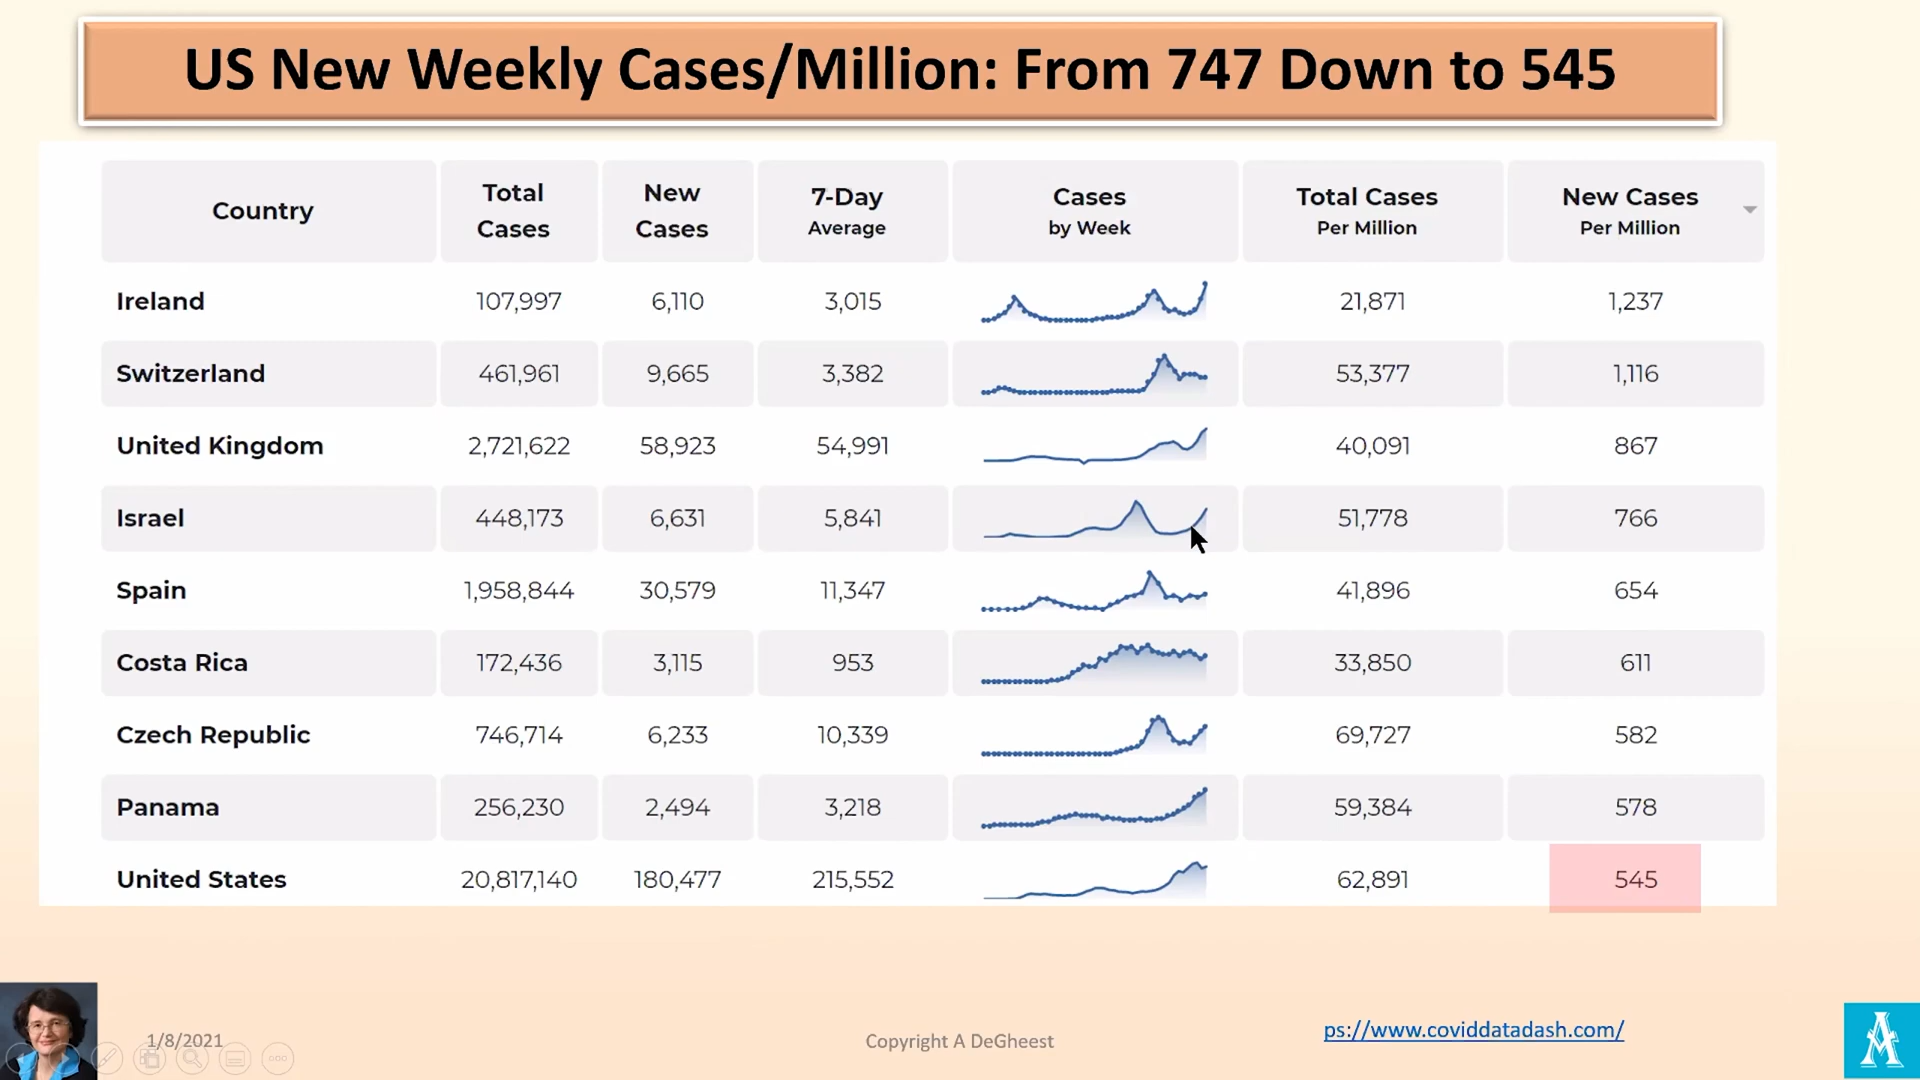 US New Weekly Cases/Million: From 747 Down to 545
Country Total Cases New Cases 7-Day Average Cases by Week Total Cases Per Million New Cases Per Million
Ireland 107,997 6,110 3,015 21,871 1,237
Switzerland 461,961 9,665 3,382 53,377 1,116
United Kingdom 2,721,622 58,923 54,991 40,091 867
Israel 448,173 6,631 5,841 51,778 766
Spain 1,958,844 30,579 11,347 41,896 654
Costa Rica 172,436 3,115 953 33,850 611
Czech Republic 746,714 6,233 10,339 69,727 582
Panama 256,230 2,494 3,218 59,384 578
United States 20,817,140 180,477 215,552 62,891 545
1/8/2021 Copyright A DeGheest ps://www.coviddatadash.com/